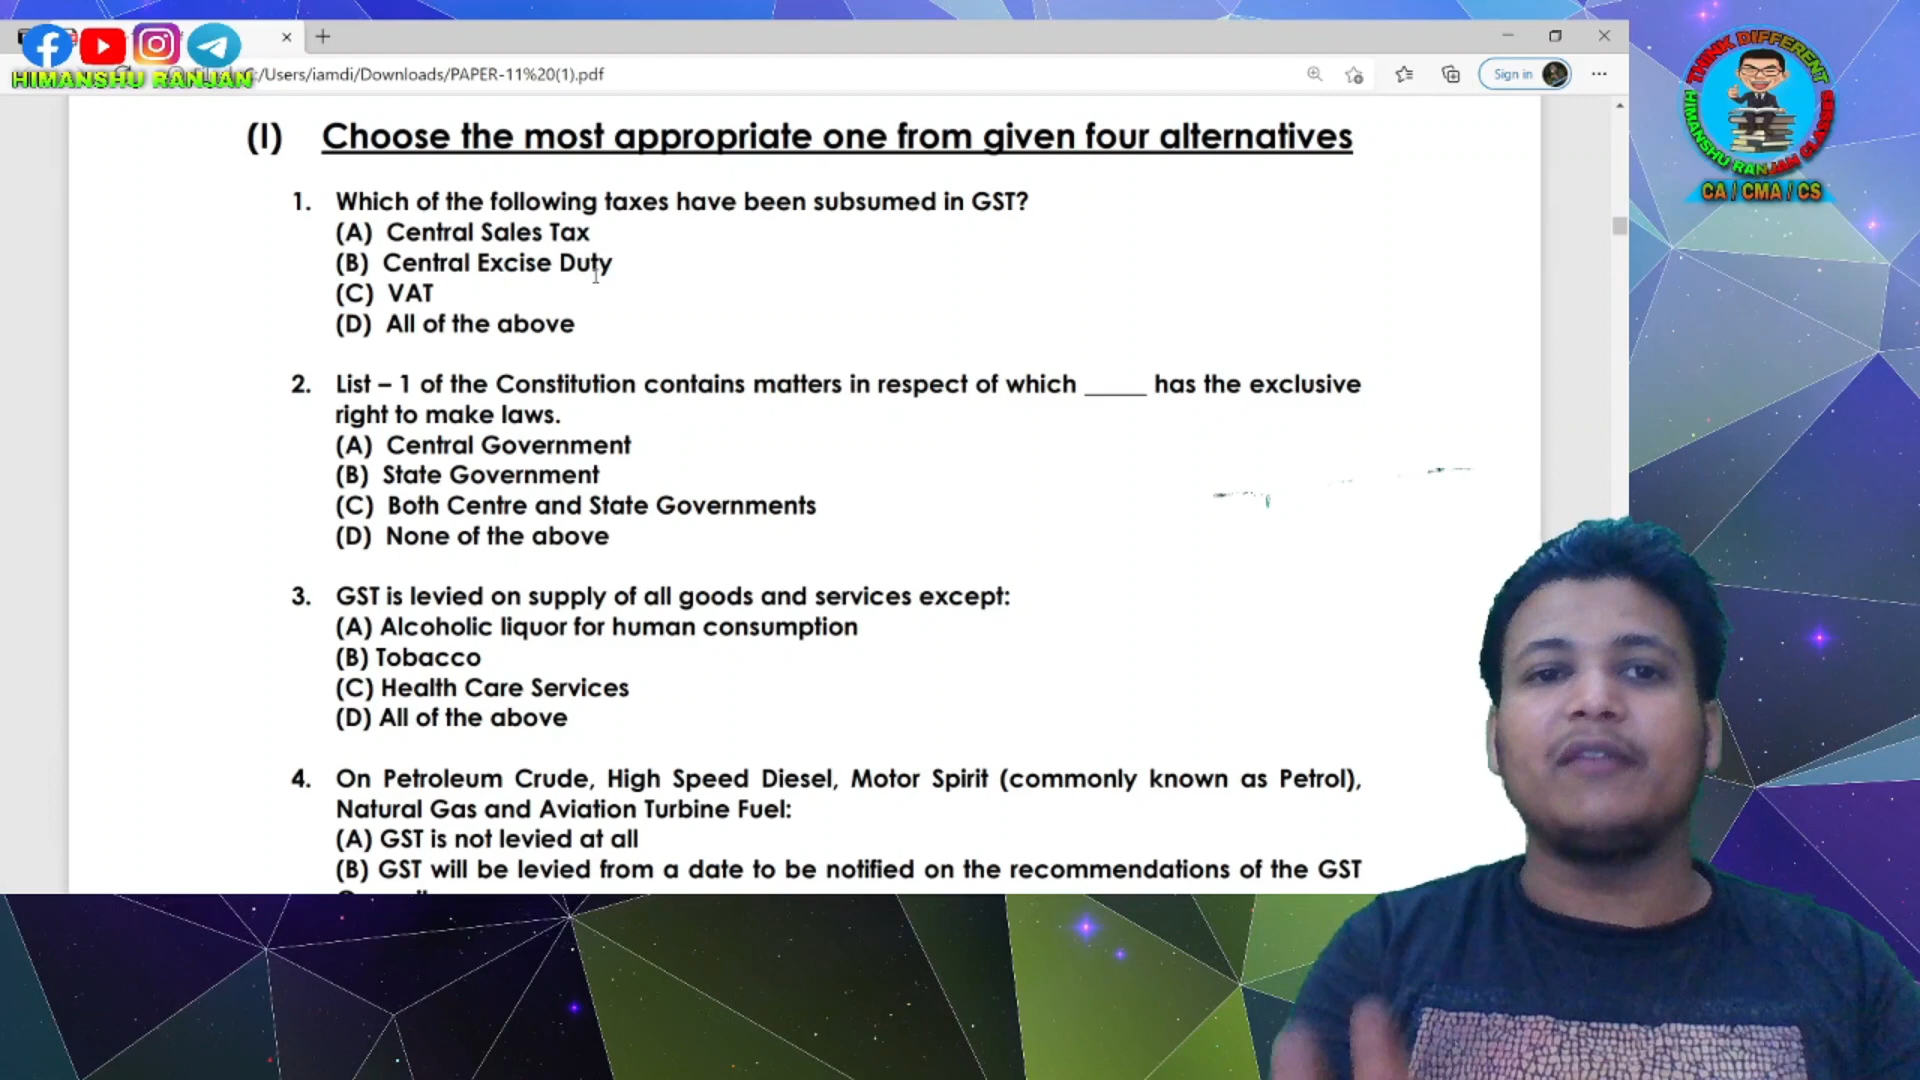 HIMANSHU RANJAN
/Users/iamdi/Downloads/PAPER-11%20(1).pdf
Sign in
THINK DIFFERENT
HIMANSHU RANJAN CLASSES
CA / CMA / CS
(I) Choose the most appropriate one from given four alternatives
1. Which of the following taxes have been subsumed in GST?
(A) Central Sales Tax
(B) Central Excise Duty
(C) VAT
(D) All of the above
2. List – 1 of the Constitution contains matters in respect of which _____ has the exclusive
right to make laws.
(A) Central Government
(B) State Government
(C) Both Centre and State Governments
(D) None of the above
3. GST is levied on supply of all goods and services except:
(A) Alcoholic liquor for human consumption
(B) Tobacco
(C) Health Care Services
(D) All of the above
4. On Petroleum Crude, High Speed Diesel, Motor Spirit (commonly known as Petrol),
Natural Gas and Aviation Turbine Fuel:
(A) GST is not levied at all
(B) GST will be levied from a date to be notified on the recommendations of the GST